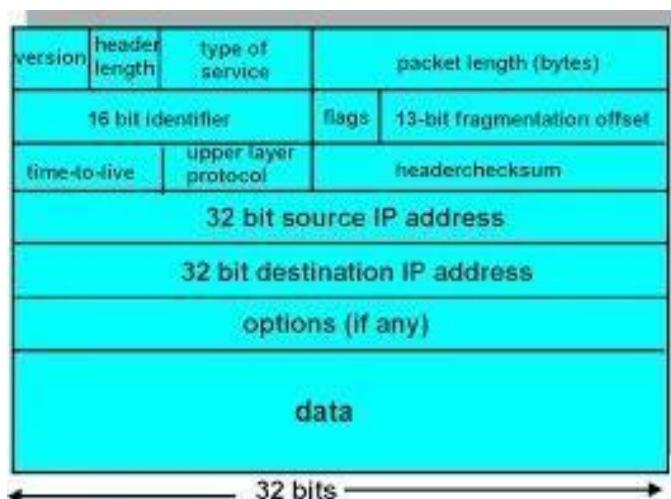 version header length type of service packet length (bytes)
16 bit identifier flags 13-bit fragmentation offset
time-to-live upper layer protocol headerchecksum
32 bit source IP address
32 bit destination IP address
options (if any)
data
32 bits